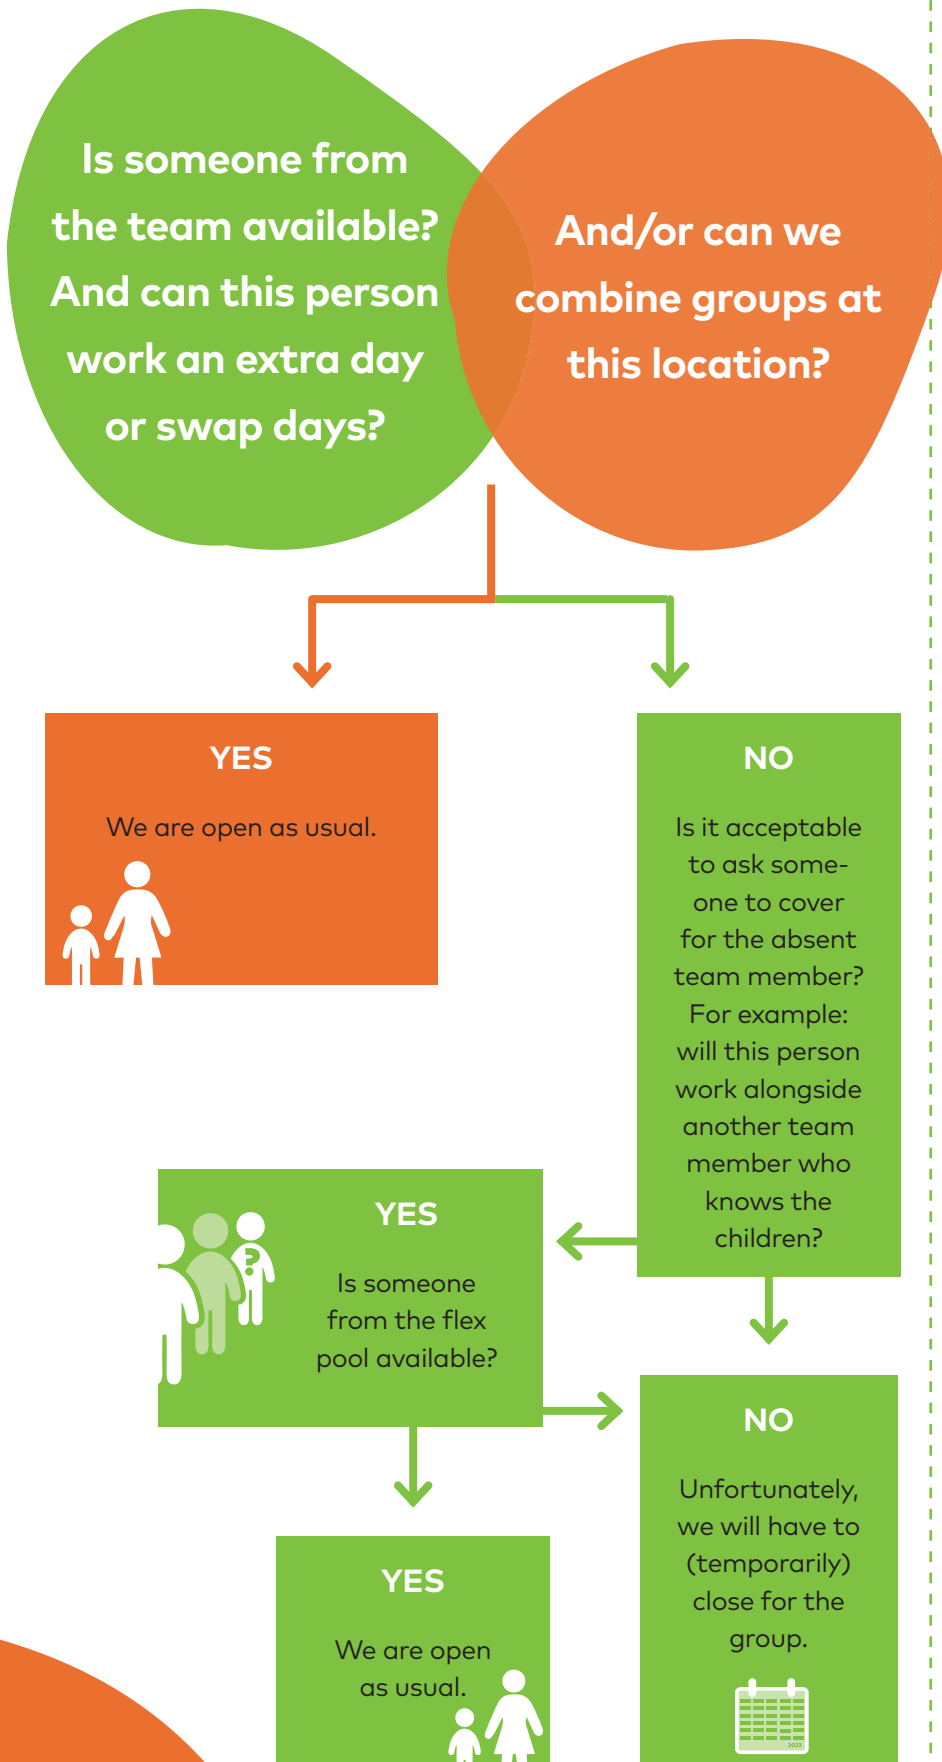 Is someone from
the team available?
And can this person
work an extra day
or swap days?
And/or can we
combine groups at
this location?
YES
We are open as usual.
NO
Is it acceptable
to ask some-
one to cover
for the absent
team member?
For example:
will this person
work alongside
another team
member who
knows the
children?
YES
Is someone
from the flex
pool available?
?
NO
Unfortunately,
we will have to
(temporarily)
close for the
group.
2023
YES
We are open
as usual.